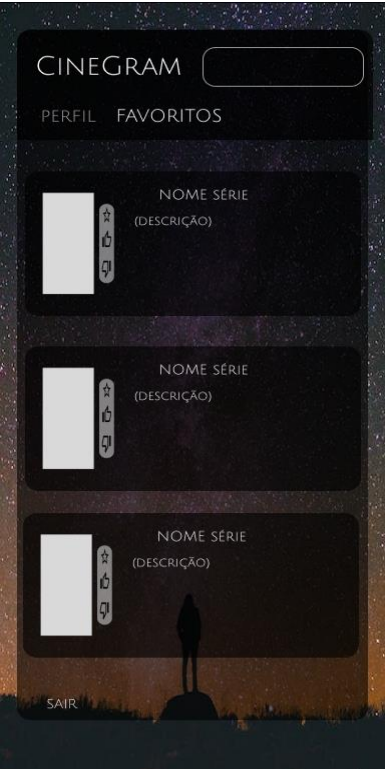 CINEGRAM
PERFIL FAVORITOS
NOME SÉRIE
(DESCRIÇÃO)
NOME SÉRIE
(DESCRIÇÃO)
NOME SÉRIE
(DESCRIÇÃO)
SAIR